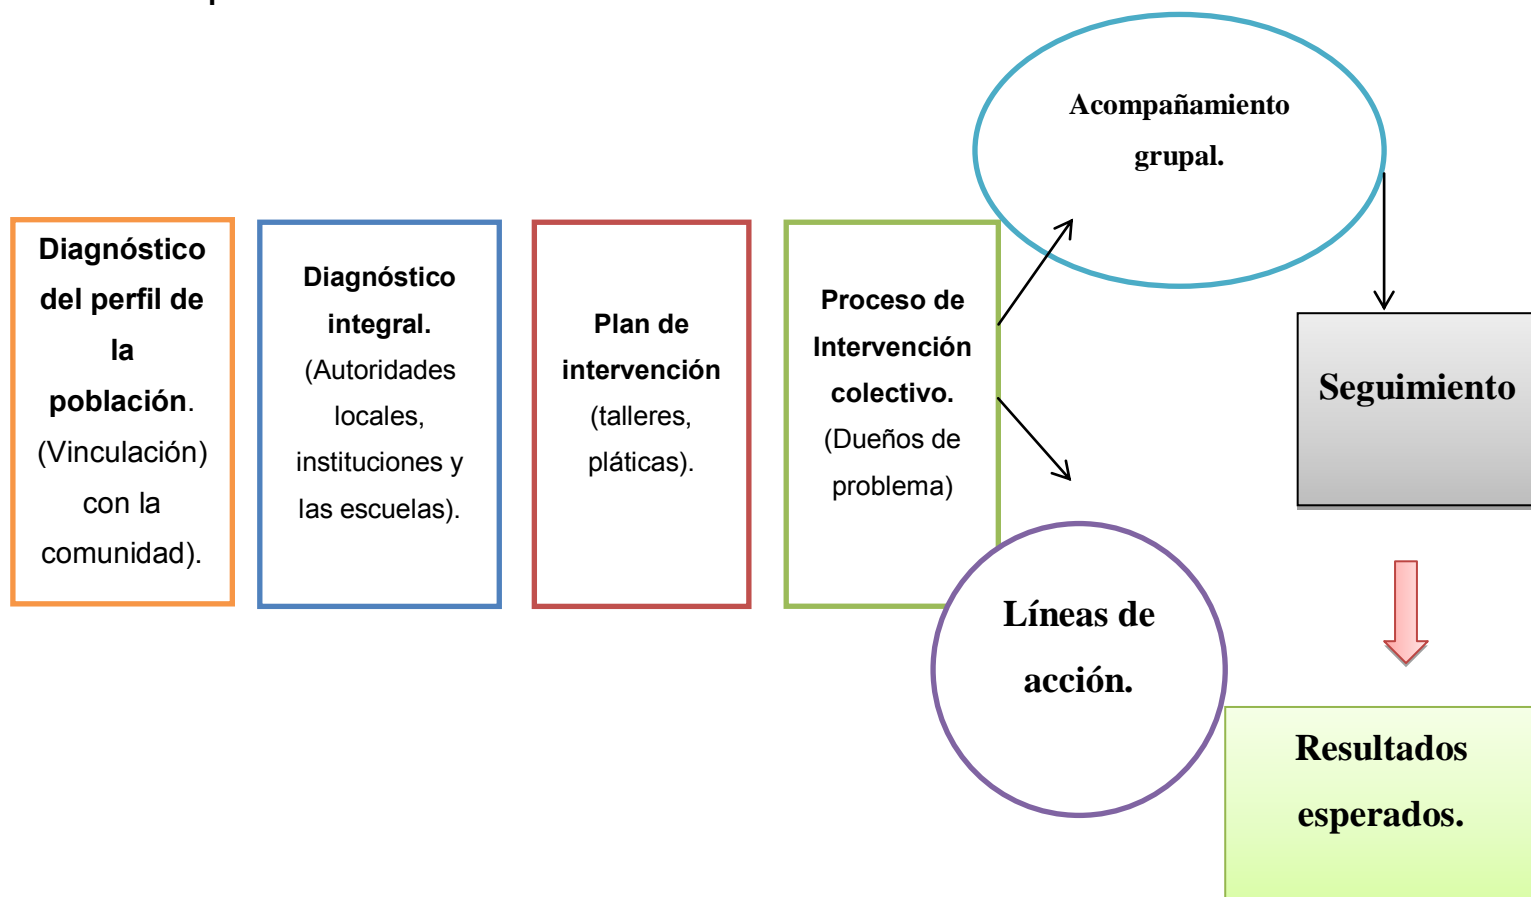 Diagnóstico
del perfil de
la
población.
(Vinculación)
con la
comunidad).
Diagnóstico
integral.
(Autoridades
locales,
instituciones y
las escuelas).
Plan de
intervención
(talleres,
pláticas).
Proceso de
Intervención
colectivo.
(Dueños de
problema)
Acompañamiento
grupal.
Líneas de
acción.
Seguimiento
Resultados
esperados.